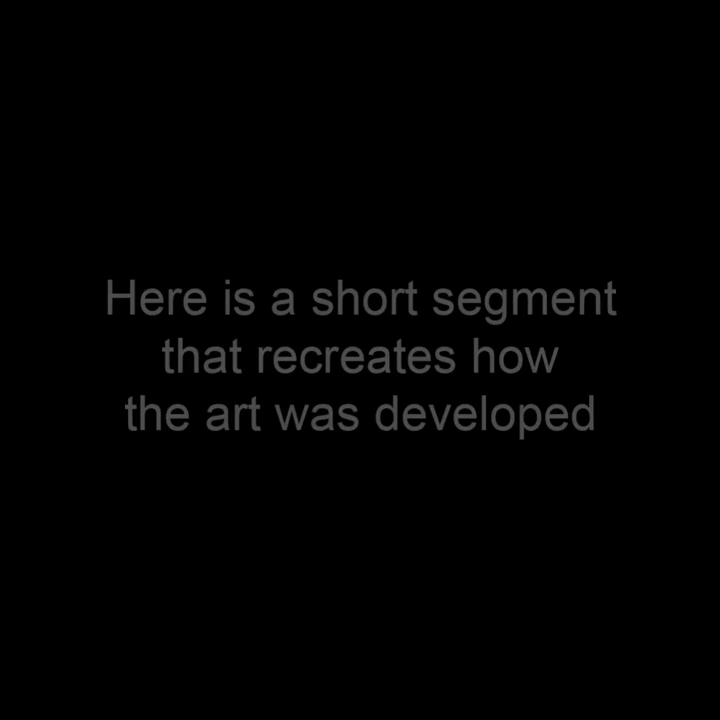 Here is a short segment
that recreates how
the art was developed